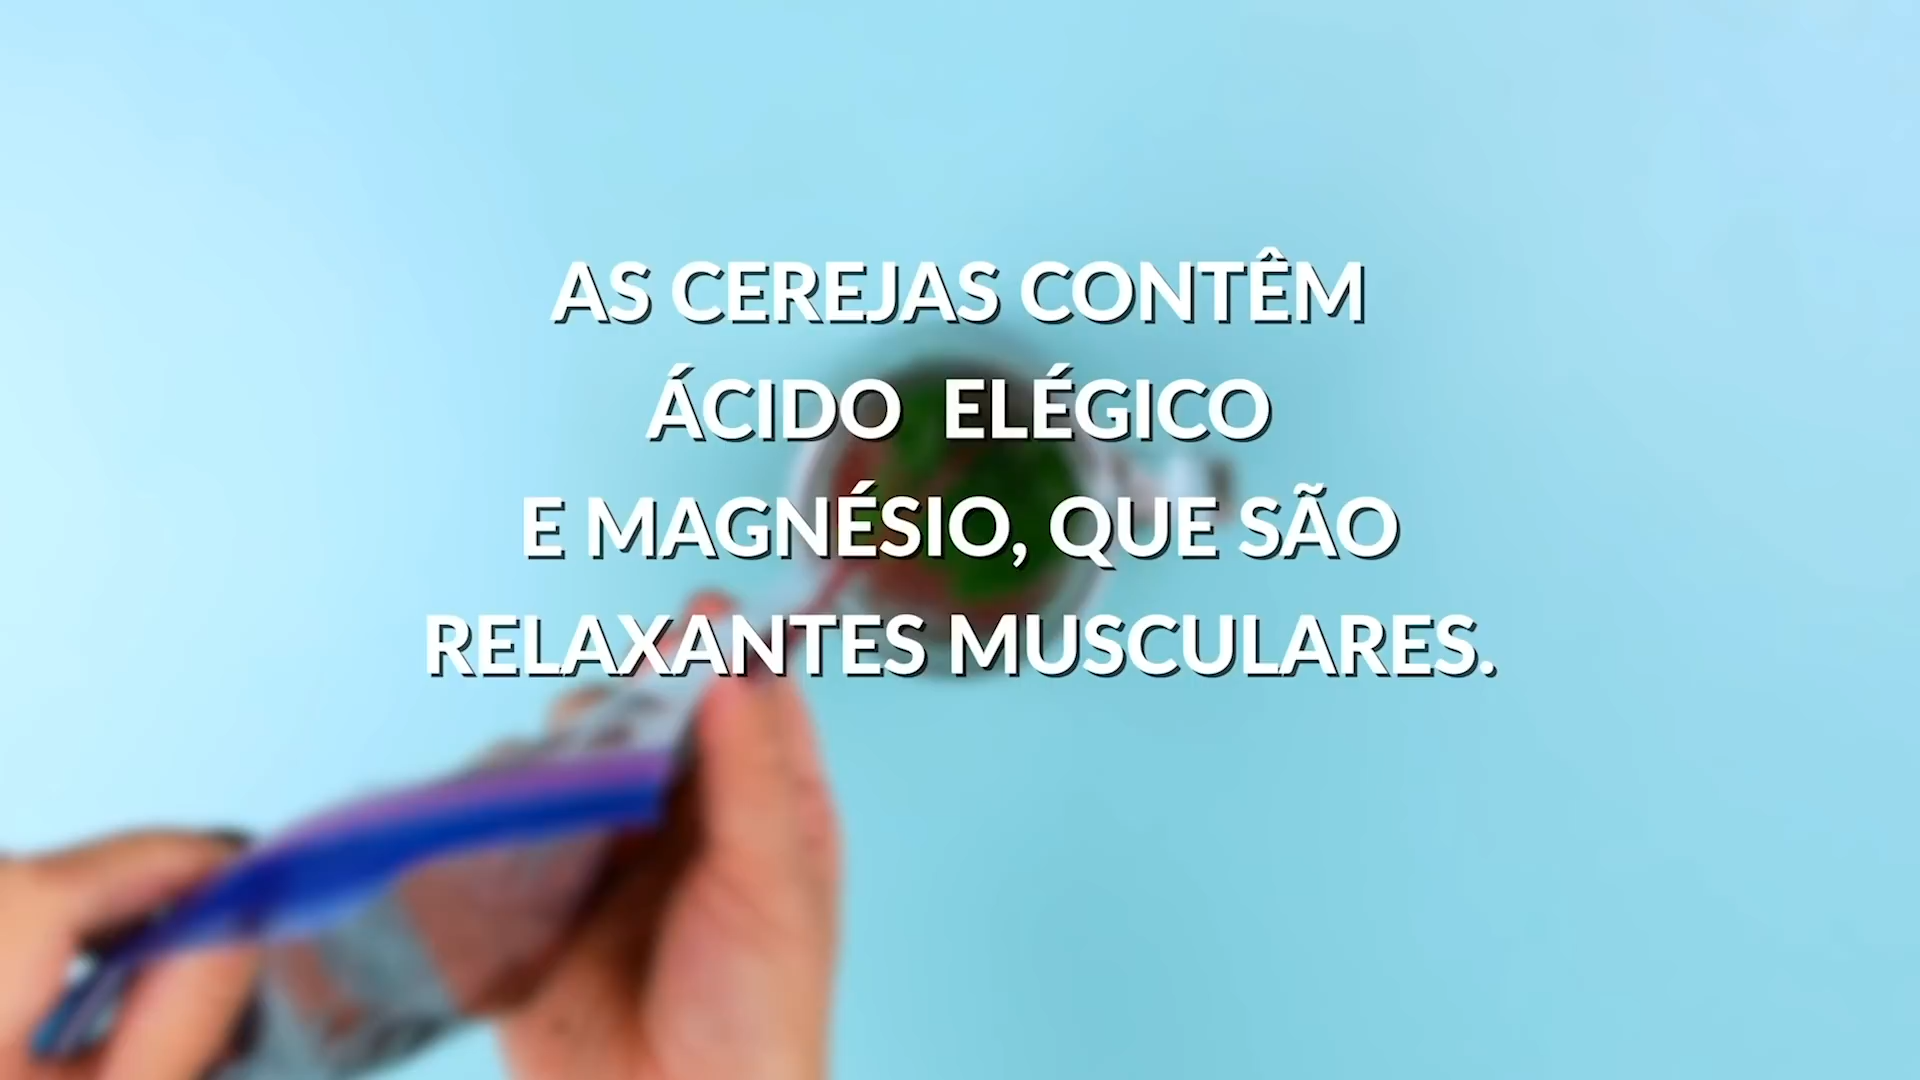 AS CEREJAS CONTÊM
ÁCIDO ELÉGICO
E MAGNÉSIO, QUE SÃO
RELAXANTES MUSCULARES.